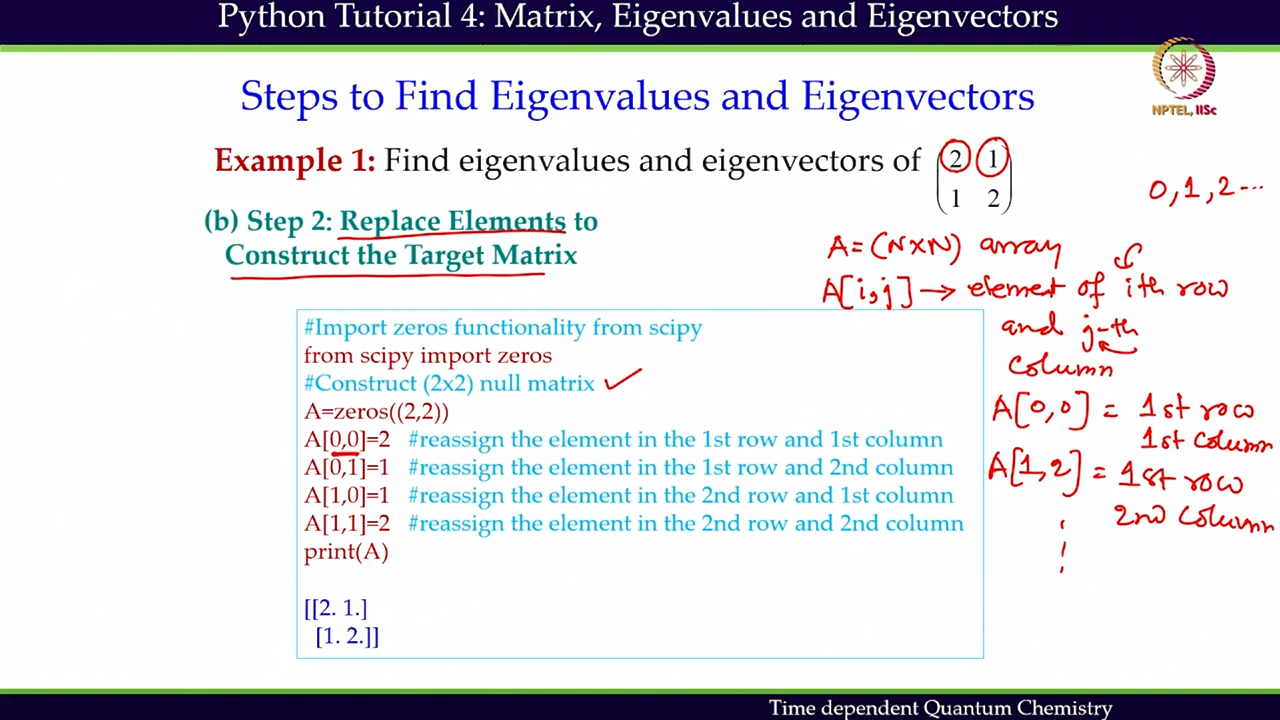 Python Tutorial 4: Matrix, Eigenvalues and Eigenvectors
NPTEL, IISc
Steps to Find Eigenvalues and Eigenvectors
Example 1: Find eigenvalues and eigenvectors of
2 1
1 2
0, 1, 2 ...
(b) Step 2: Replace Elements to
Construct the Target Matrix
A = (N×N) array
A[i,j] → element of ith row
and j-th
column
A[0,0] = 1st row
1st column
A[1,2] = 1st row
2nd column
#Import zeros functionality from scipy
from scipy import zeros
#Construct (2x2) null matrix
A=zeros((2,2))
A[0,0]=2 #reassign the element in the 1st row and 1st column
A[0,1]=1 #reassign the element in the 1st row and 2nd column
A[1,0]=1 #reassign the element in the 2nd row and 1st column
A[1,1]=2 #reassign the element in the 2nd row and 2nd column
print(A)
[[2. 1.]
[1. 2.]]
Time dependent Quantum Chemistry